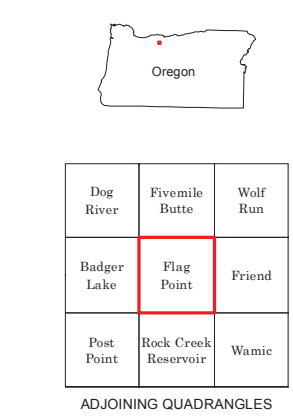 Oregon
Dog River
Fivemile Butte
Wolf Run
Badger Lake
Flag Point
Friend
Post Point
Rock Creek Reservoir
Wamic
ADJOINING QUADRANGLES